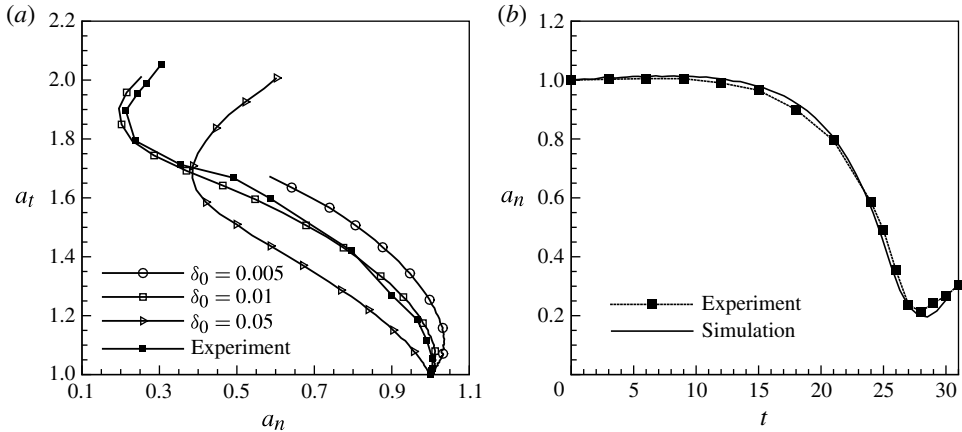 (a)
2.2
2.0
1.8
1.6
1.4
1.2
1.0
a_t
0.1 0.3 0.5 0.7 0.9 1.1
a_n
δ₀ = 0.005
δ₀ = 0.01
δ₀ = 0.05
Experiment
(b)
1.2
1.0
0.8
0.6
0.4
0.2
0
a_n
0 5 10 15 20 25 30
t
Experiment
Simulation